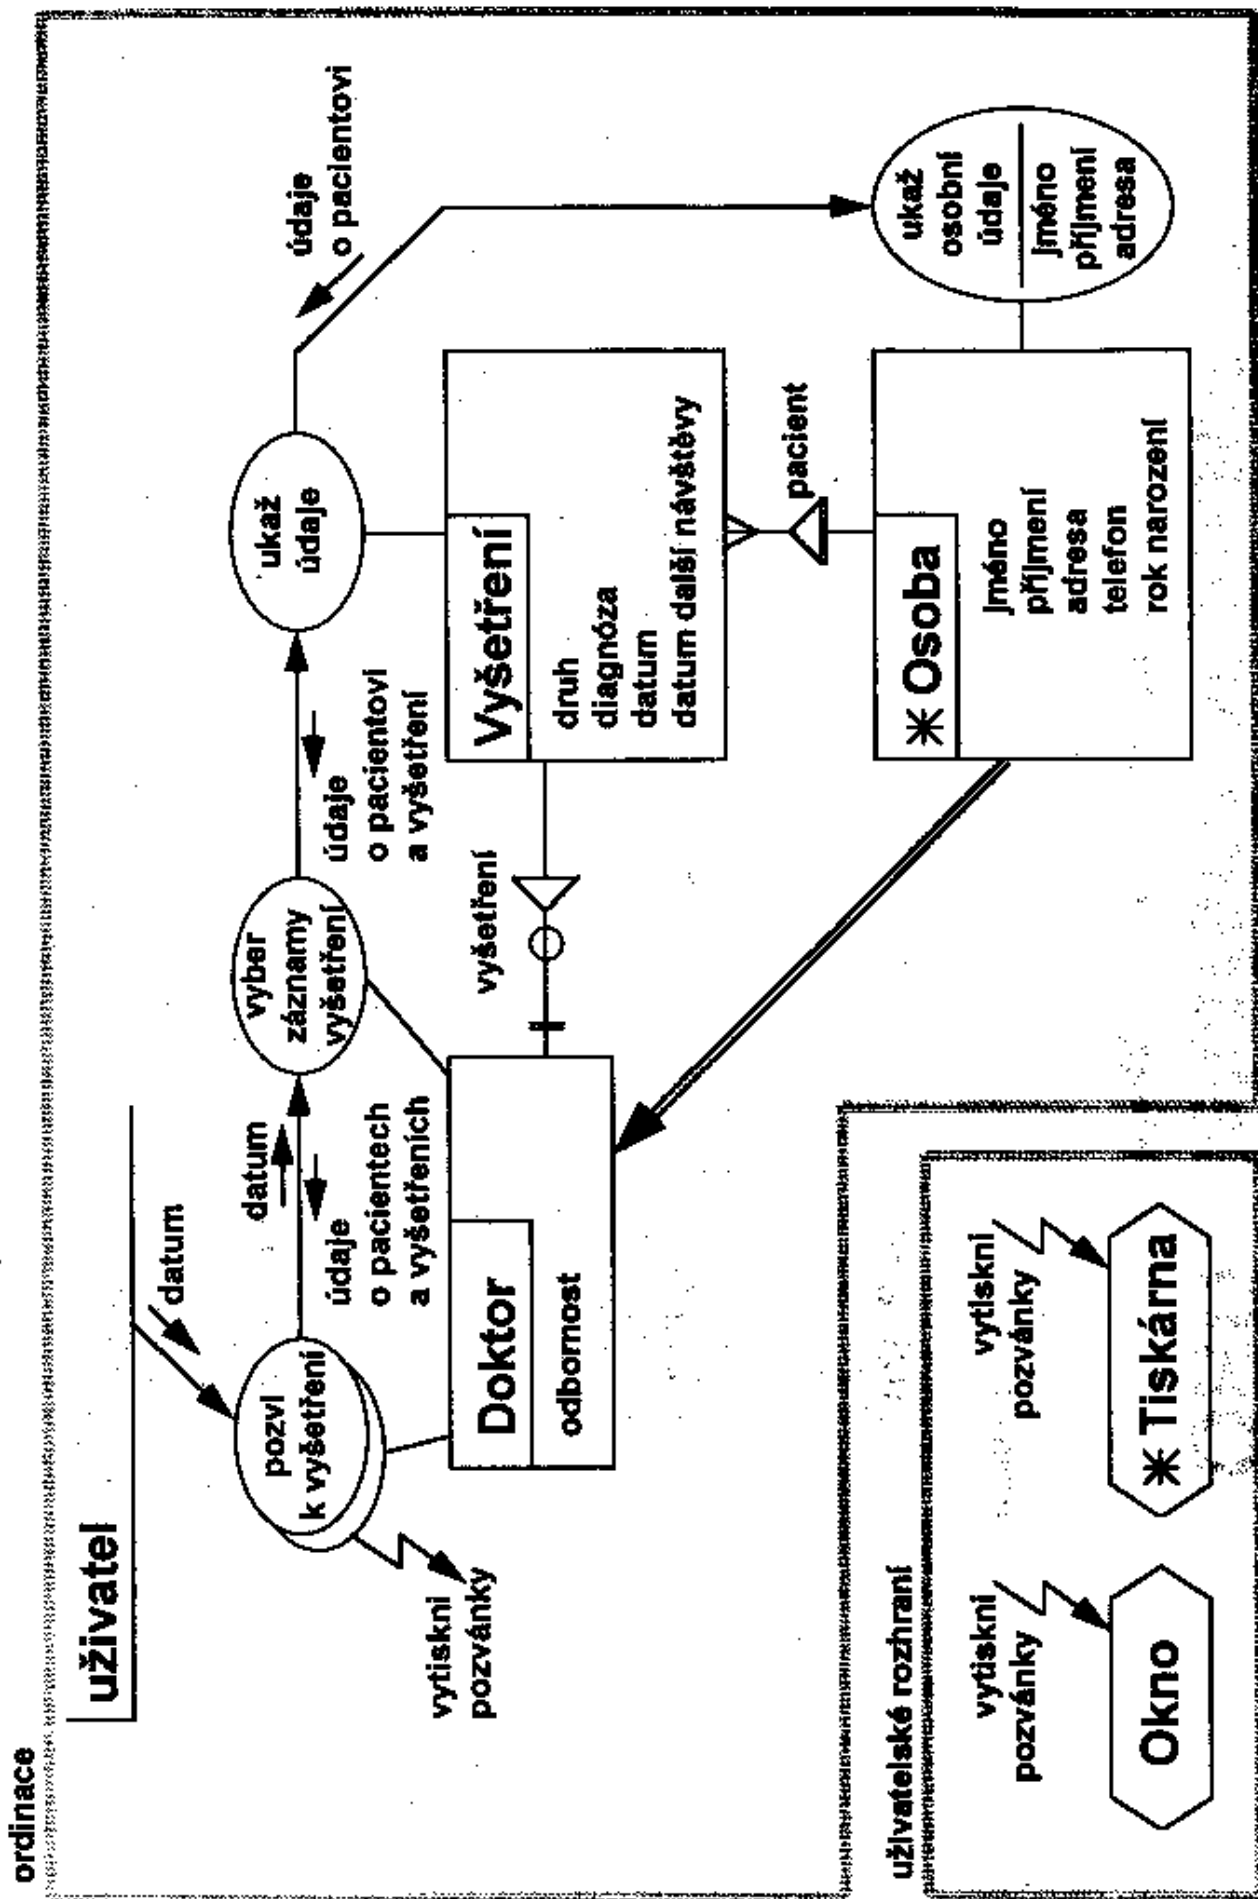 ordinace
uživatel
datum
pozvi
k vyšetření
datum
údaje
o pacientech
a vyšetřeních
vyber
záznamy
vyšetření
údaje
o pacientovi
a vyšetření
ukaž
údaje
údaje
o pacientovi
vytiskni
pozvánky
Doktor
odbornost
vyšetření
Vyšetření
druh
diagnóza
datum
datum další návštěvy
pacient
✳ Osoba
jméno
příjmení
adresa
telefon
rok narození
ukaž
osobní
údaje
jméno
příjmení
adresa
uživatelské rozhraní
vytiskni
pozvánky
Okno
vytiskni
pozvánky
✳ Tiskárna